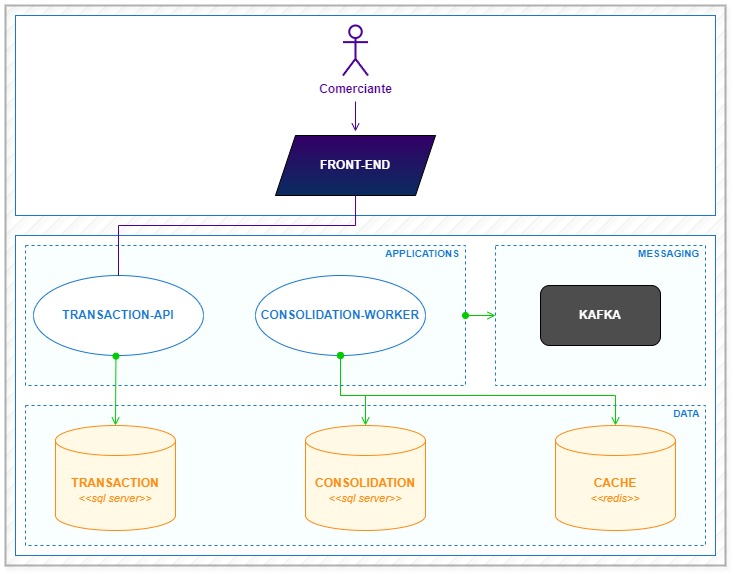 Comerciante
FRONT-END
APPLICATIONS
MESSAGING
TRANSACTION-API
CONSOLIDATION-WORKER
KAFKA
DATA
TRANSACTION
<<sql server>>
CONSOLIDATION
<<sql server>>
CACHE
<<redis>>